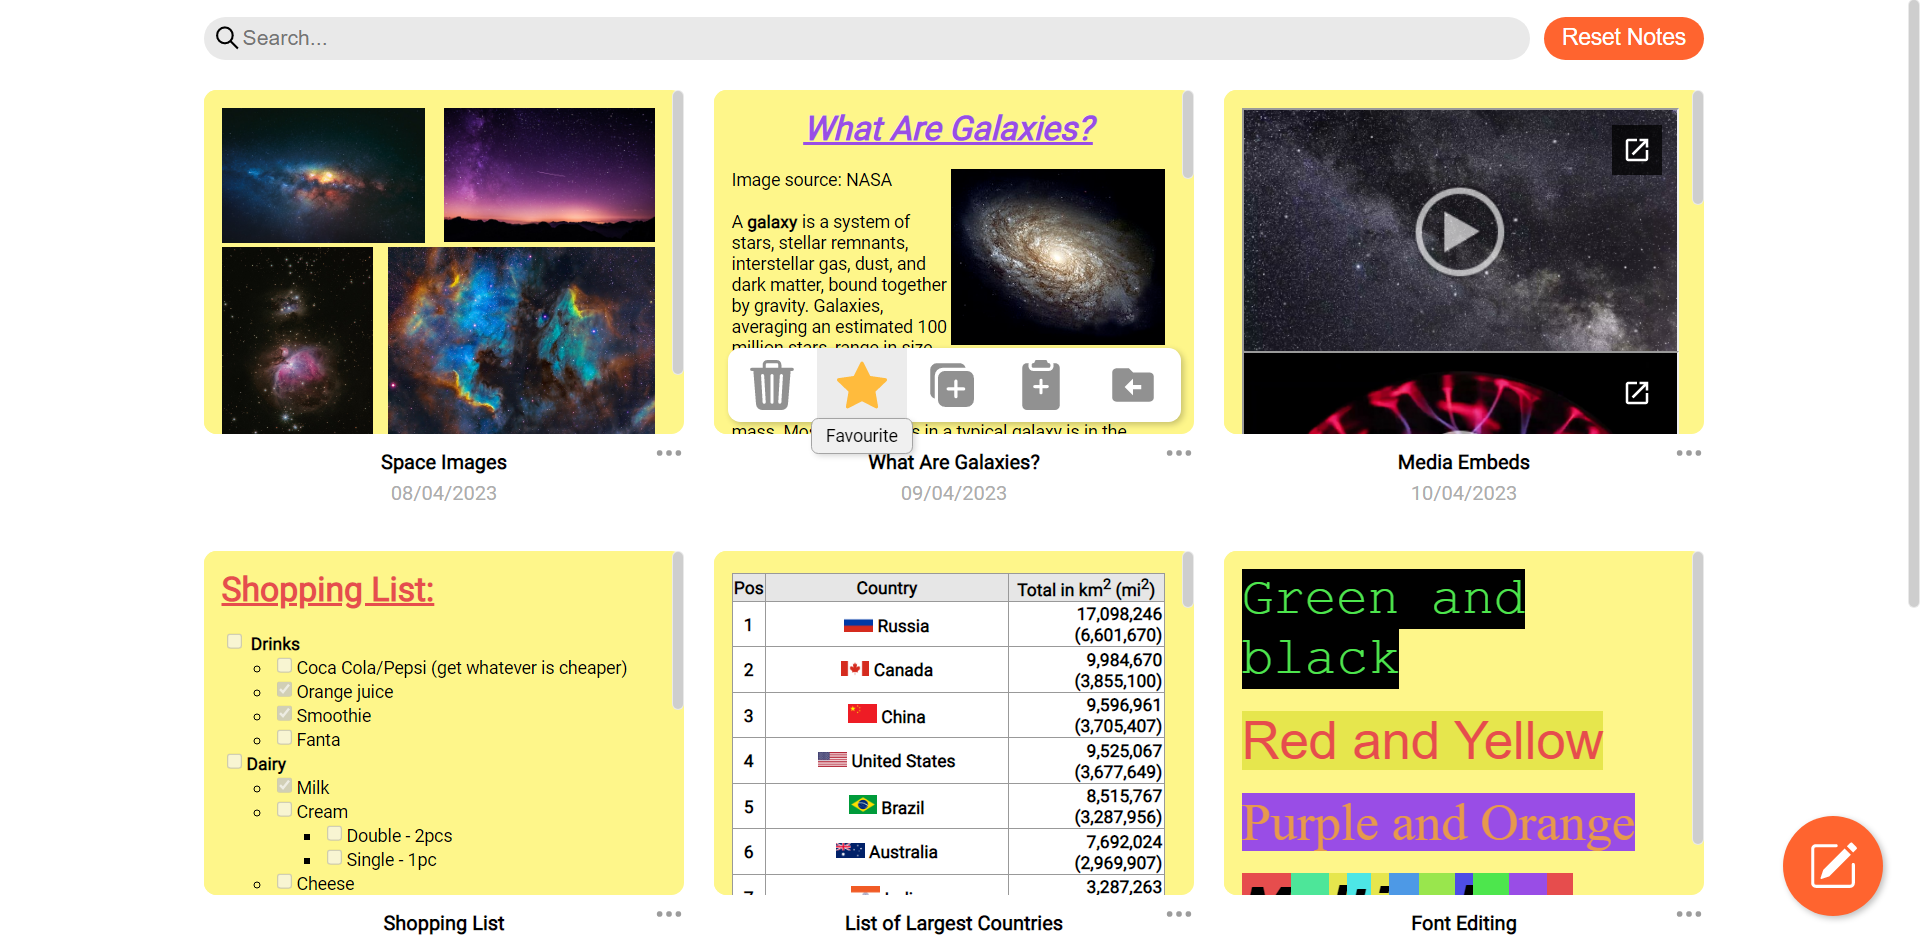 Search...
Reset Notes
What Are Galaxies?
Image source: NASA
A galaxy is a system of
stars, stellar remnants,
interstellar gas, dust, and
dark matter, bound together
by gravity. Galaxies,
averaging an estimated 100
million stars, range in size
mass.
s in a typical galaxy is in the
Favourite
Space Images
08/04/2023
What Are Galaxies?
09/04/2023
Media Embeds
10/04/2023
Shopping List:
Drinks
Coca Cola/Pepsi (get whatever is cheaper)
Orange juice
Smoothie
Fanta
Dairy
Milk
Cream
Double - 2pcs
Single - 1pc
Cheese
Shopping List
Pos Country Total in km² (mi²)
1 Russia 17,098,246
(6,601,670)
2 Canada 9,984,670
(3,855,100)
3 China 9,596,961
(3,705,407)
4 United States 9,525,067
(3,677,649)
5 Brazil 8,515,767
(3,287,956)
6 Australia 7,692,024
(2,969,907)
3,287,263
List of Largest Countries
Green and
black
Red and Yellow
Purple and Orange
Font Editing